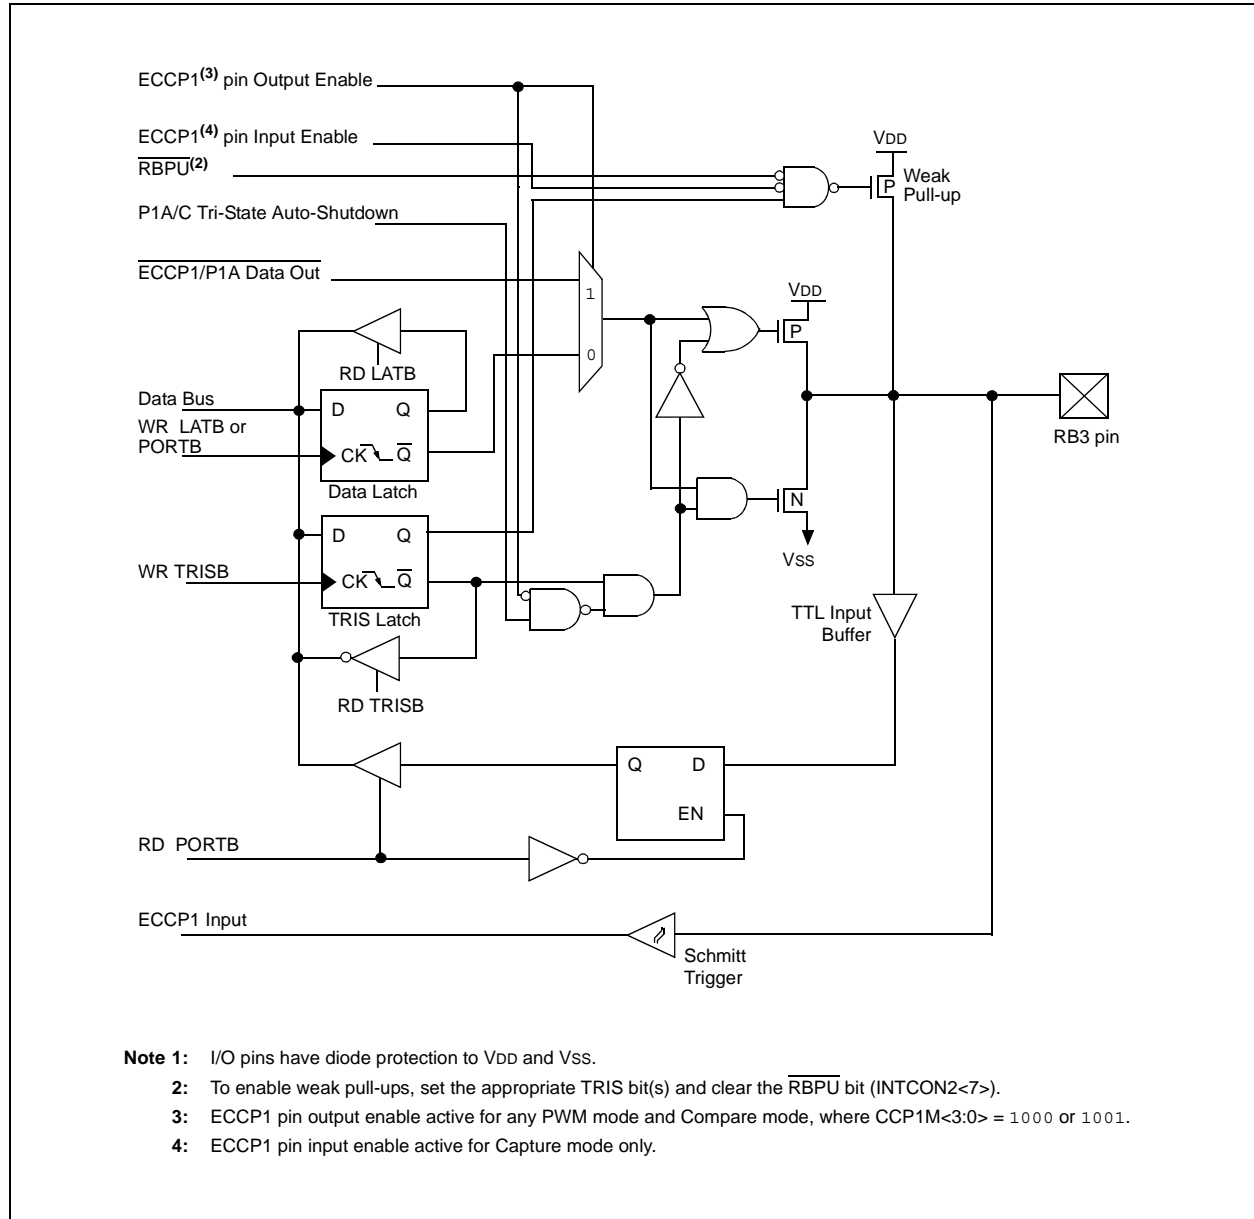 ECCP1(3) pin Output Enable
ECCP1(4) pin Input Enable
RBPU(2)
P1A/C Tri-State Auto-Shutdown
ECCP1/P1A Data Out
VDD
Weak
Pull-up
P
1
0
VDD
P
RD LATB
Data Bus
WR LATB or
PORTB
D Q
CK Q
Data Latch
RB3 pin
N
VSS
D Q
WR TRISB
CK Q
TRIS Latch
TTL Input
Buffer
RD TRISB
Q D
EN
RD PORTB
ECCP1 Input
Schmitt
Trigger
Note 1: I/O pins have diode protection to VDD and VSS.
2: To enable weak pull-ups, set the appropriate TRIS bit(s) and clear the RBPU bit (INTCON2<7>).
3: ECCP1 pin output enable active for any PWM mode and Compare mode, where CCP1M<3:0> = 1000 or 1001.
4: ECCP1 pin input enable active for Capture mode only.